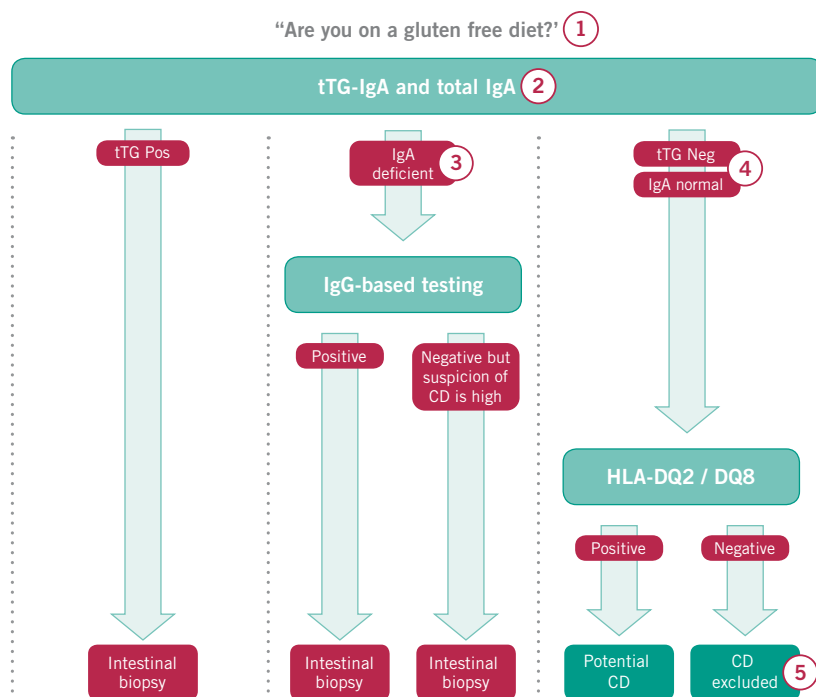 “Are you on a gluten free diet?’ 1
tTG-IgA and total IgA 2
tTG Pos
IgA
deficient
3
tTG Neg
IgA normal
4
IgG-based testing
Positive
Negative but
suspicion of
CD is high
HLA-DQ2 / DQ8
Positive
Negative
Intestinal
biopsy
Intestinal
biopsy
Intestinal
biopsy
Potential
CD
CD
excluded
5